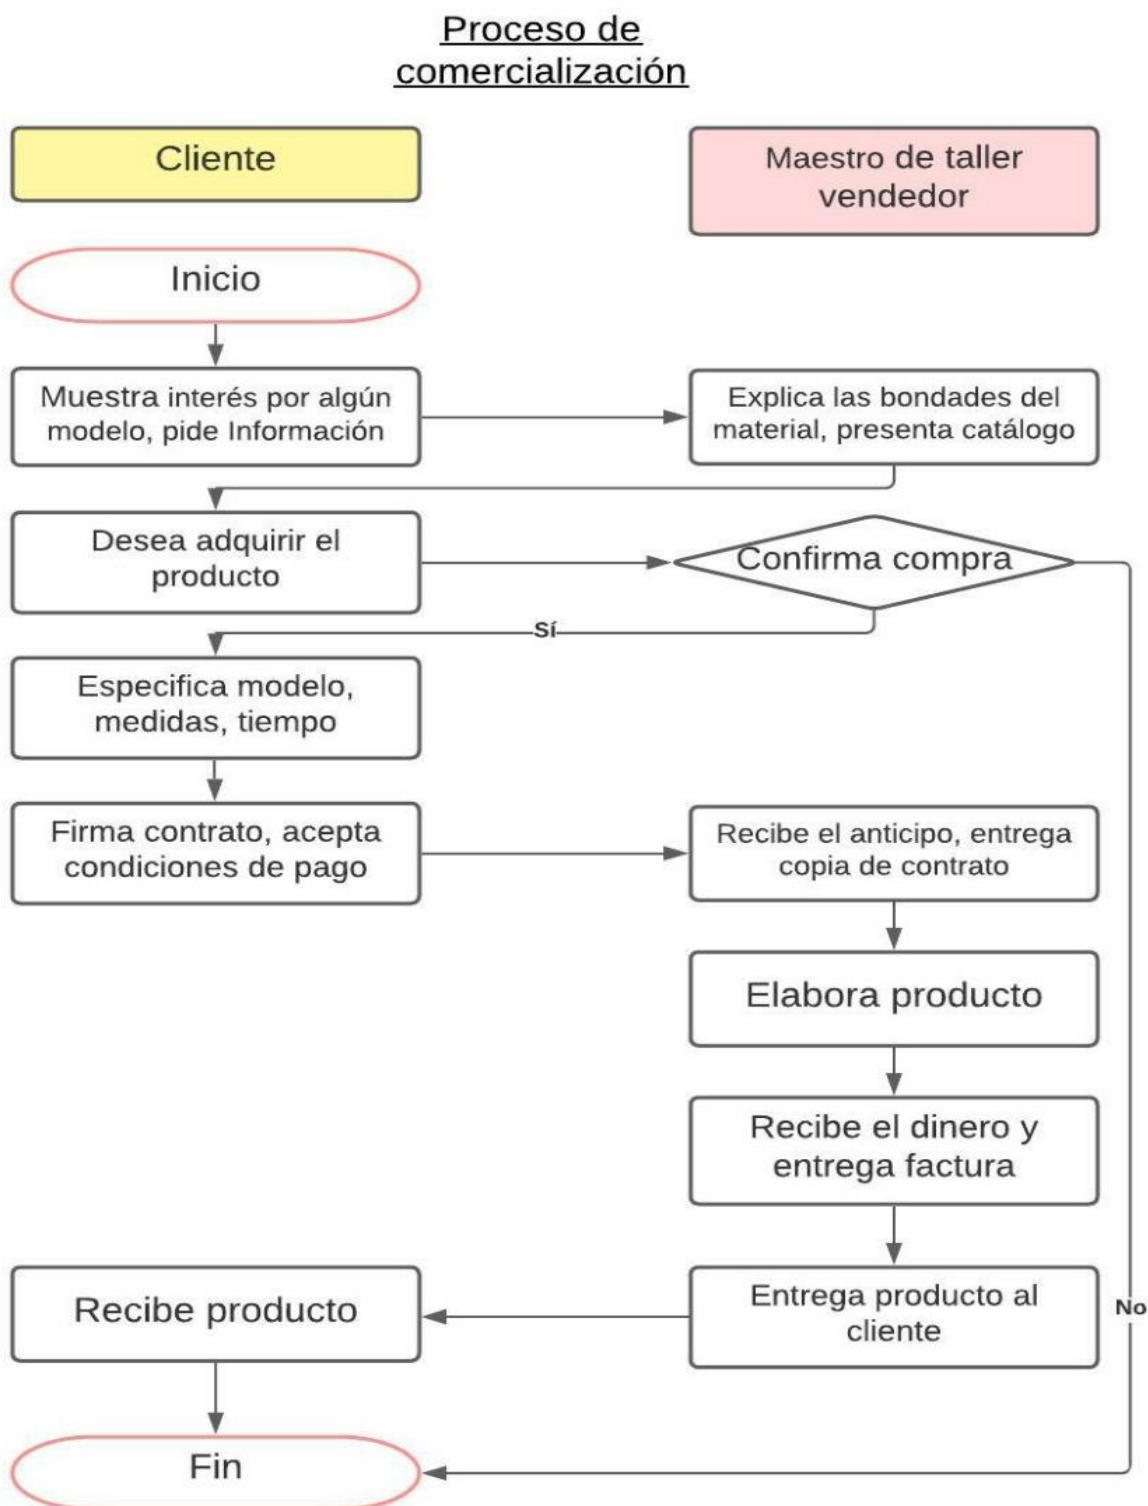 Proceso de
comercialización
Cliente
Maestro de taller
vendedor
Inicio
Muestra interés por algún
modelo, pide Información
Explica las bondades del
material, presenta catálogo
Desea adquirir el
producto
Confirma compra
Sí
Especifica modelo,
medidas, tiempo
Firma contrato, acepta
condiciones de pago
Recibe el anticipo, entrega
copia de contrato
Elabora producto
Recibe el dinero y
entrega factura
Entrega producto al
cliente
Recibe producto
No
Fin